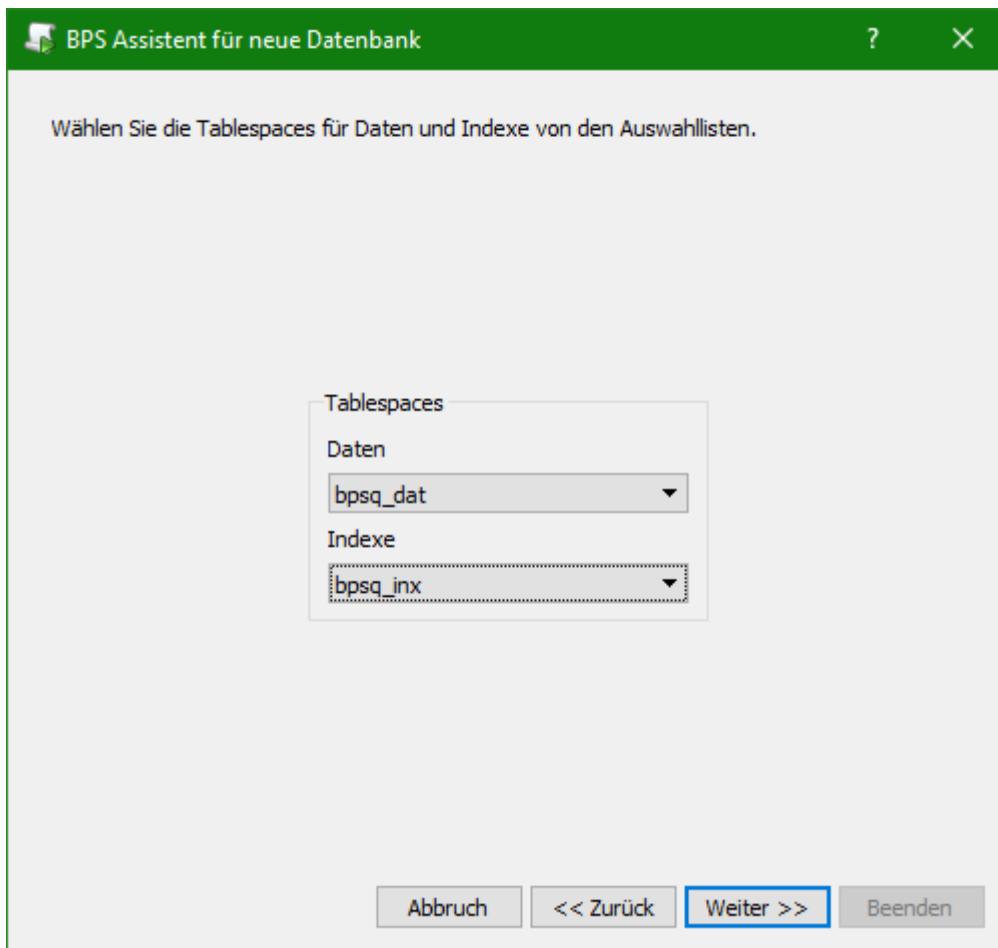 BPS Assistent für neue Datenbank ?
Wählen Sie die Tablespaces für Daten und Indexe von den Auswahllisten.
Tablespaces
Daten
bpsq_dat
Indexe
bpsq_inx
Abbruch << Zurück Weiter >> Beenden